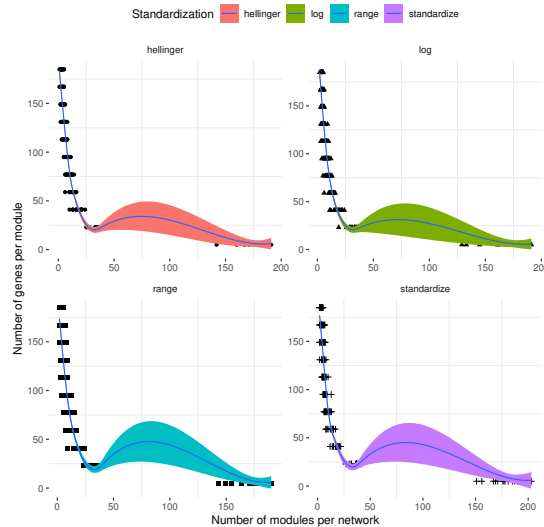 Standardization hellinger log range standardize
hellinger log
150
100
50
0
0 50 100 150 200
0 50 100 150 200
range standardize
150
100
50
0
0 50 100 150
0 50 100 150 200
Number of genes per module
Number of modules per network